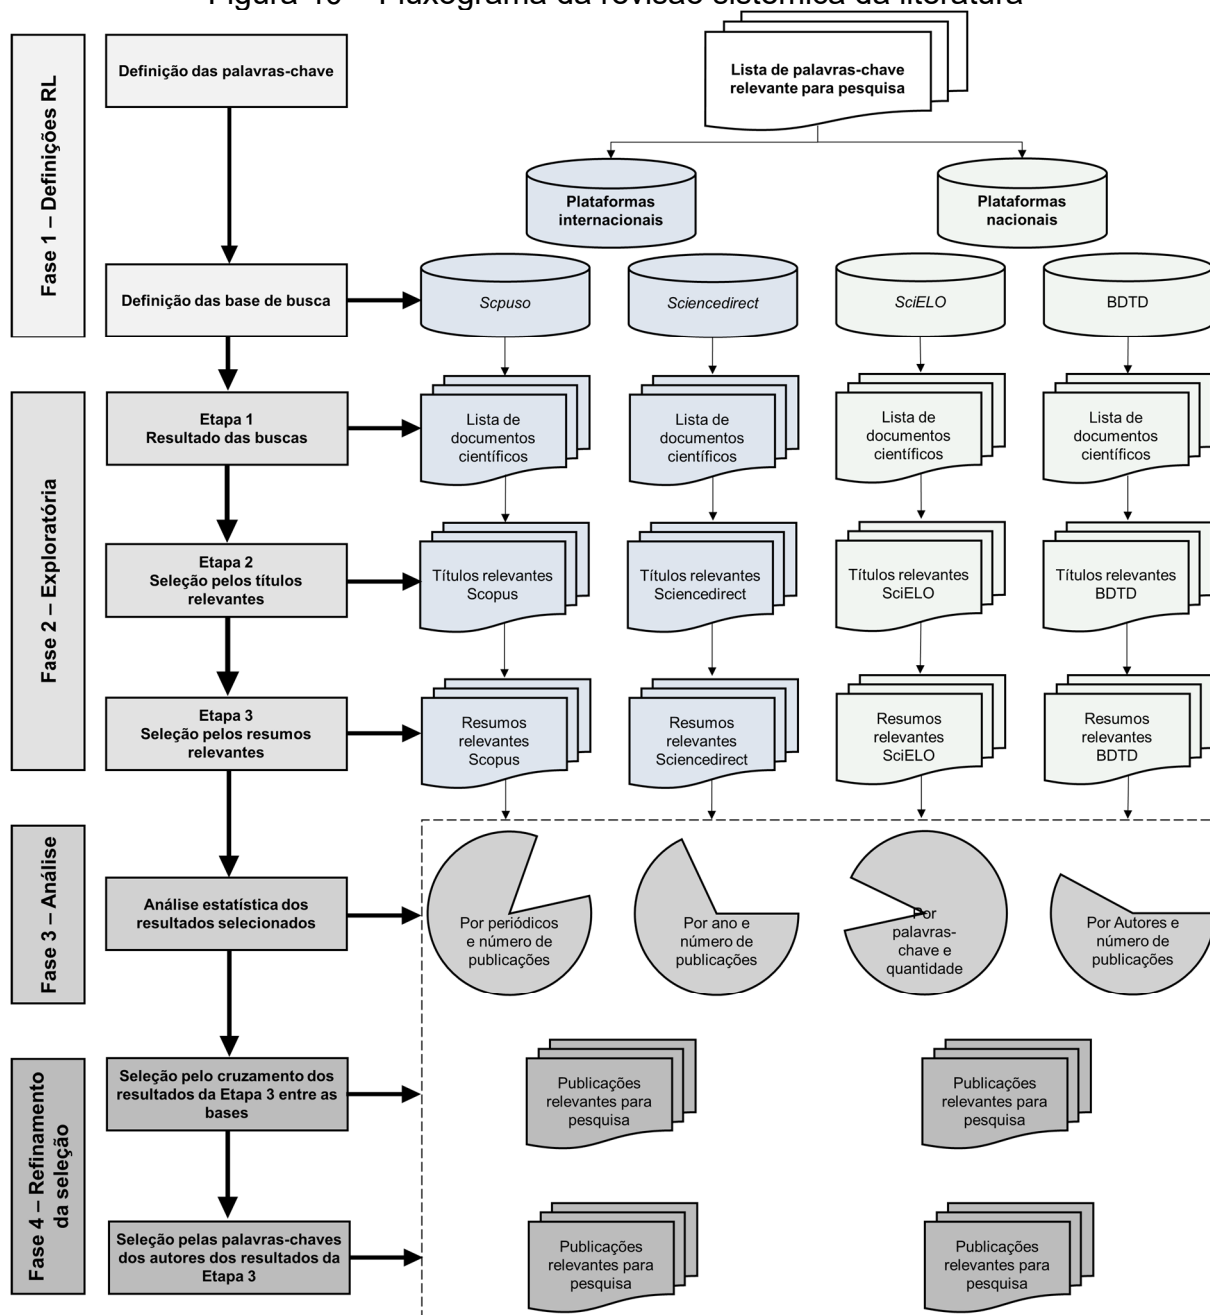 Figura 10 – Fluxograma da revisão sistêmica da literatura
Fase 1 – Definições RL
Definição das palavras-chave
Lista de palavras-chave
relevante para pesquisa
Plataformas
internacionais
Plataformas
nacionais
Definição das base de busca
Scpuso
Sciencedirect
SciELO
BDTD
Fase 2 – Exploratória
Etapa 1
Resultado das buscas
Lista de
documentos
científicos
Lista de
documentos
científicos
Lista de
documentos
científicos
Lista de
documentos
científicos
Etapa 2
Seleção pelos títulos
relevantes
Títulos relevantes
Scopus
Títulos relevantes
Sciencedirect
Títulos relevantes
SciELO
Títulos relevantes
BDTD
Etapa 3
Seleção pelos resumos
relevantes
Resumos
relevantes
Scopus
Resumos
relevantes
Sciencedirect
Resumos
relevantes
SciELO
Resumos
relevantes
BDTD
Fase 3 – Análise
Análise estatística dos
resultados selecionados
Por periódicos
e número de
publicações
Por ano e
número de
publicações
Por
palavras-
chave e
quantidade
Por Autores e
número de
publicações
Fase 4 – Refinamento
da seleção
Seleção pelo cruzamento dos
resultados da Etapa 3 entre as
bases
Publicações
relevantes para
pesquisa
Publicações
relevantes para
pesquisa
Seleção pelas palavras-chaves
dos autores dos resultados da
Etapa 3
Publicações
relevantes para
pesquisa
Publicações
relevantes para
pesquisa